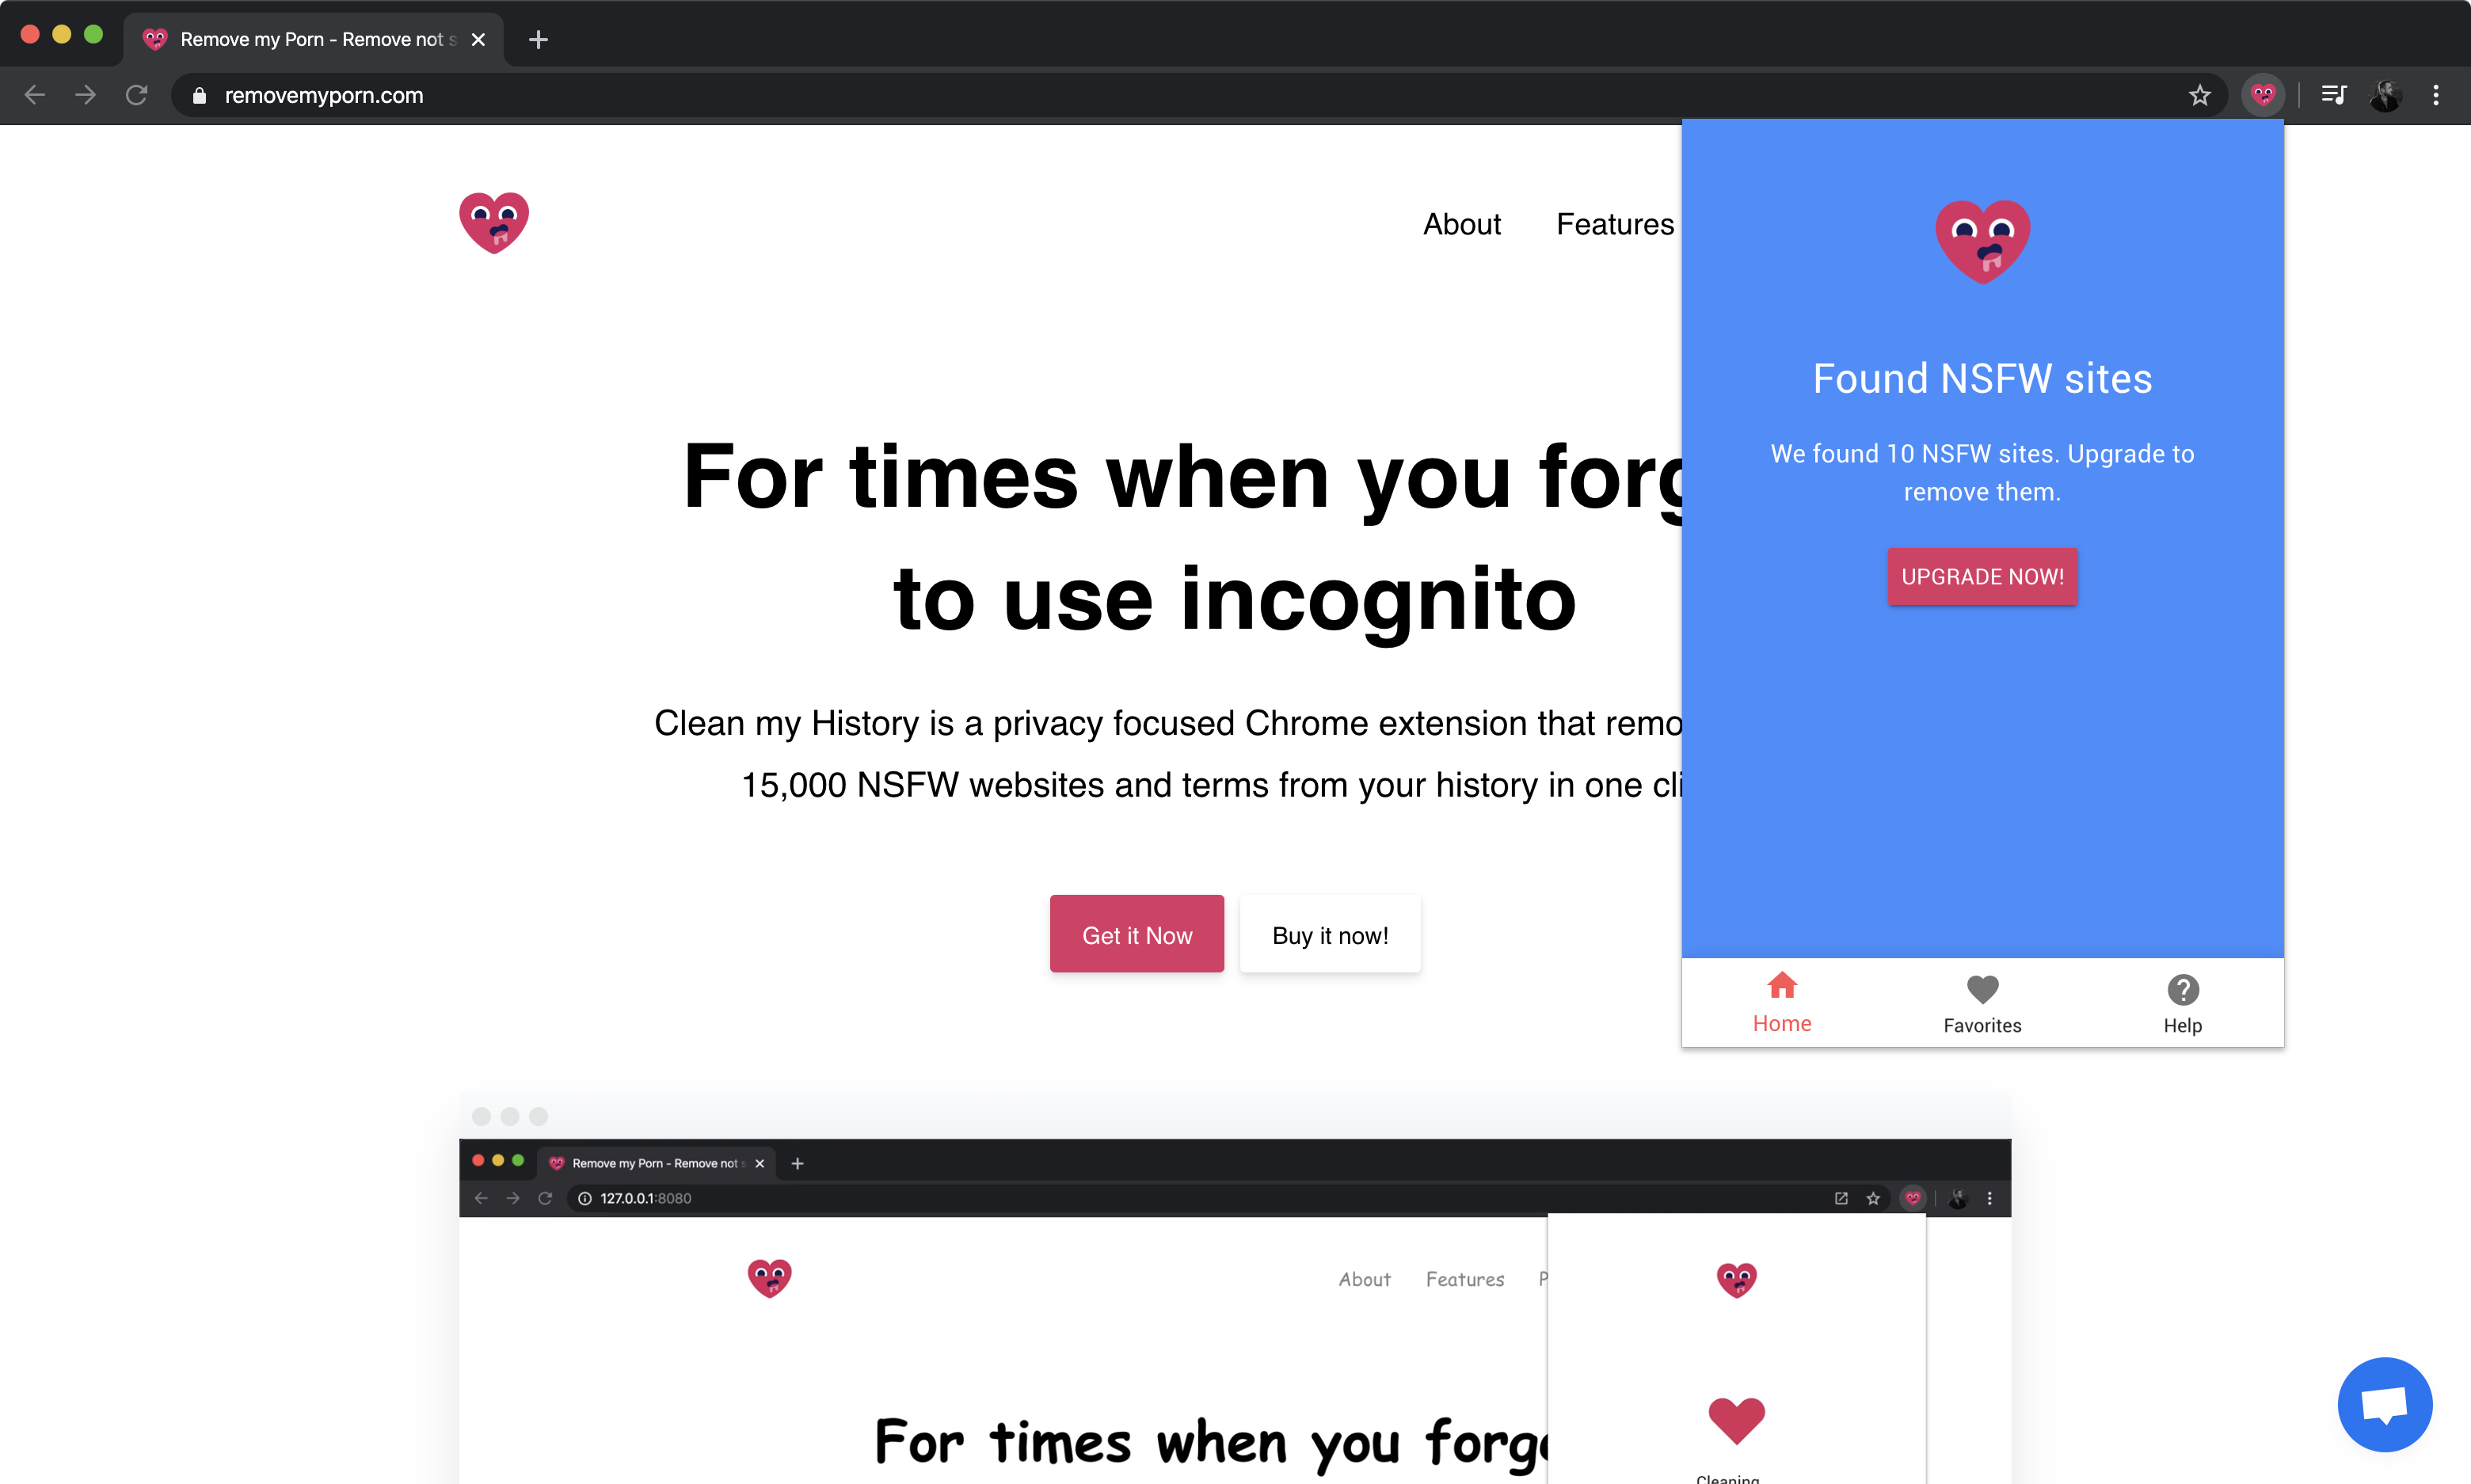 Remove my Porn - Remove not
removemyporn.com
About Features
For times when you
to use incognito
Clean my History is a privacy focused Chrome extension that
15,000 NSFW websites and terms from your history in one
Get it Now Buy it now!
Found NSFW sites
We found 10 NSFW sites. Upgrade to
remove them.
UPGRADE NOW!
Home Favorites Help
Remove my Porn - Remove not
127.0.0.1:8080
About Features
For times when you
Cleaning